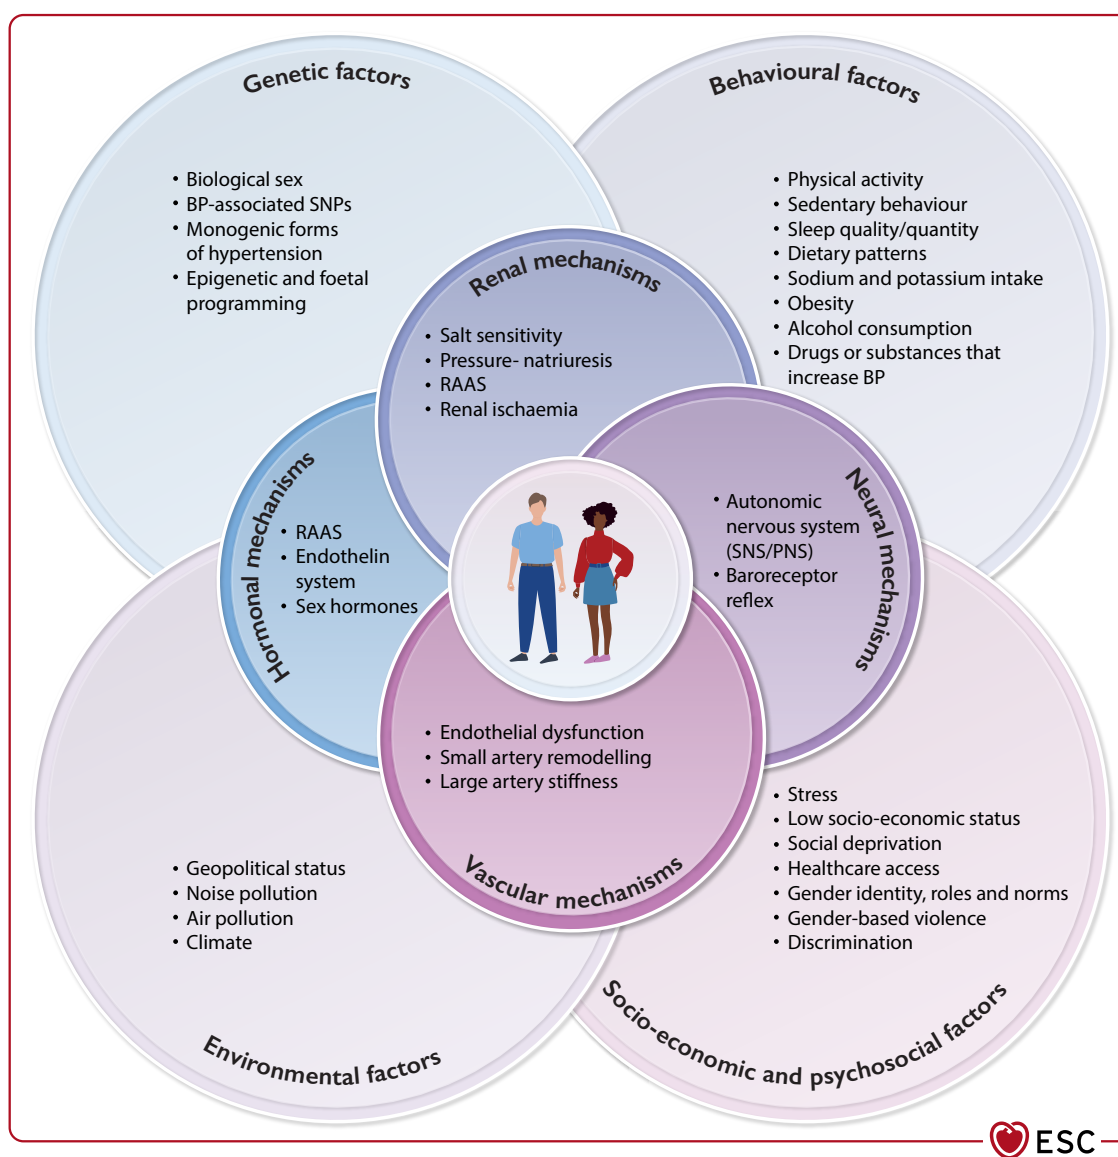 Genetic factors
• Biological sex
• BP-associated SNPs
• Monogenic forms
of hypertension
• Epigenetic and foetal
programming
Behavioural factors
• Physical activity
• Sedentary behaviour
• Sleep quality/quantity
• Dietary patterns
• Sodium and potassium intake
• Obesity
• Alcohol consumption
• Drugs or substances that
increase BP
Renal mechanisms
• Salt sensitivity
• Pressure- natriuresis
• RAAS
• Renal ischaemia
Hormonal mechanisms
• RAAS
• Endothelin
system
• Sex hormones
Neural mechanisms
• Autonomic
nervous system
(SNS/PNS)
• Baroreceptor
reflex
• Endothelial dysfunction
• Small artery remodelling
• Large artery stiffness
Vascular mechanisms
• Geopolitical status
• Noise pollution
• Air pollution
• Climate
Environmental factors
• Stress
• Low socio-economic status
• Social deprivation
• Healthcare access
• Gender identity, roles and norms
• Gender-based violence
• Discrimination
Socio-economic and psychosocial factors
ESC